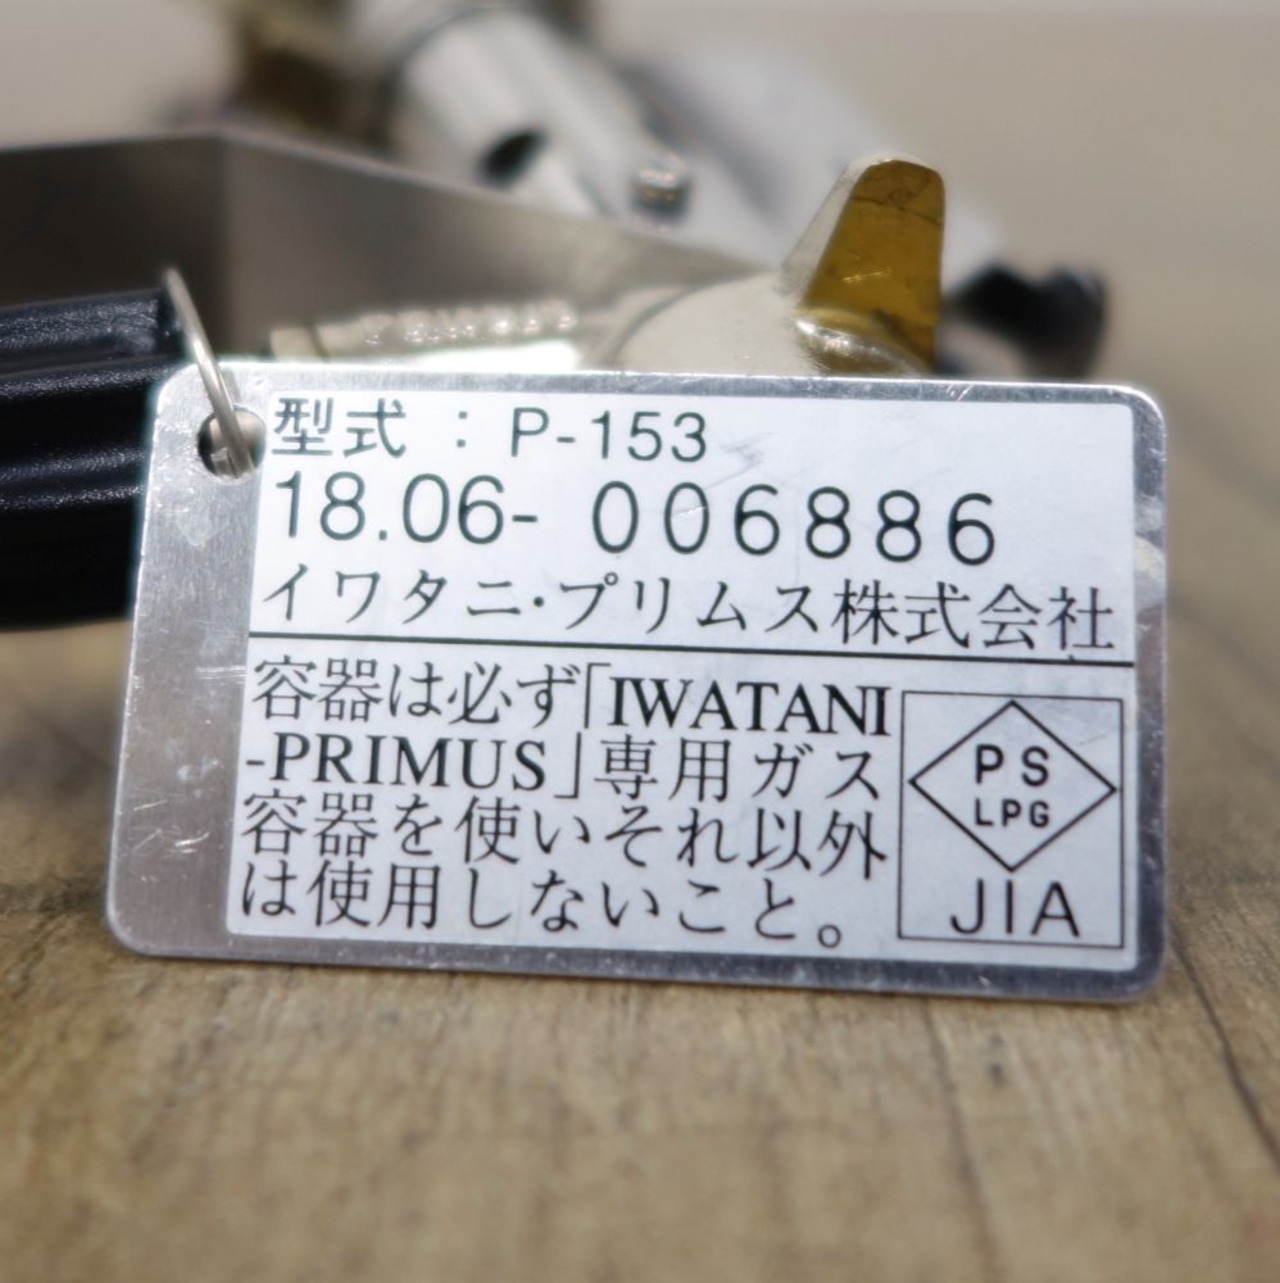 型式 : P-153
18.06- 006886
イワタニ・プリムス株式会社
容器は必ず「IWATANI
-PRIMUS」専用ガス
容器を使いそれ以外
は使用しないこと。
PS
LPG
JIA